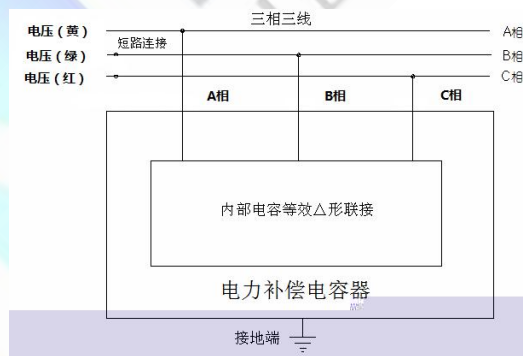 三相三线
电压（黄）
A相
短路连接
电压（绿）
B相
电压（红）
C相
A相
B相
C相
内部电容等效△形联接
电力补偿电容器
接地端